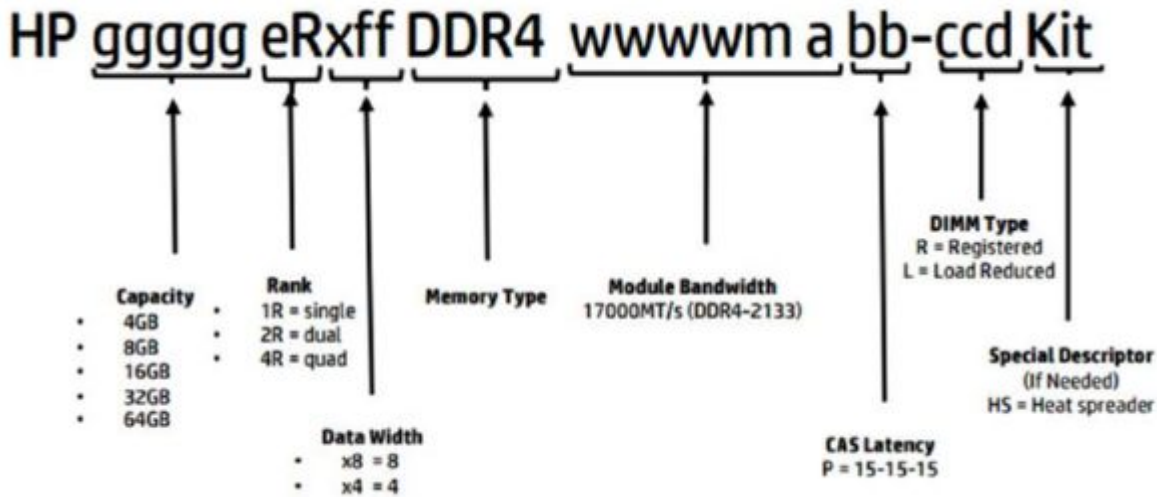 HP ggggg eRxff DDR4 wwwwm a bb-ccd Kit
Capacity
• 4GB
• 8GB
• 16GB
• 32GB
• 64GB
Rank
• 1R = single
• 2R = dual
• 4R = quad
Data Width
• x8 = 8
• x4 = 4
Memory Type
Module Bandwidth
17000MT/s (DDR4-2133)
CAS Latency
P = 15-15-15
DIMM Type
R = Registered
L = Load Reduced
Special Descriptor
(If Needed)
HS = Heat spreader